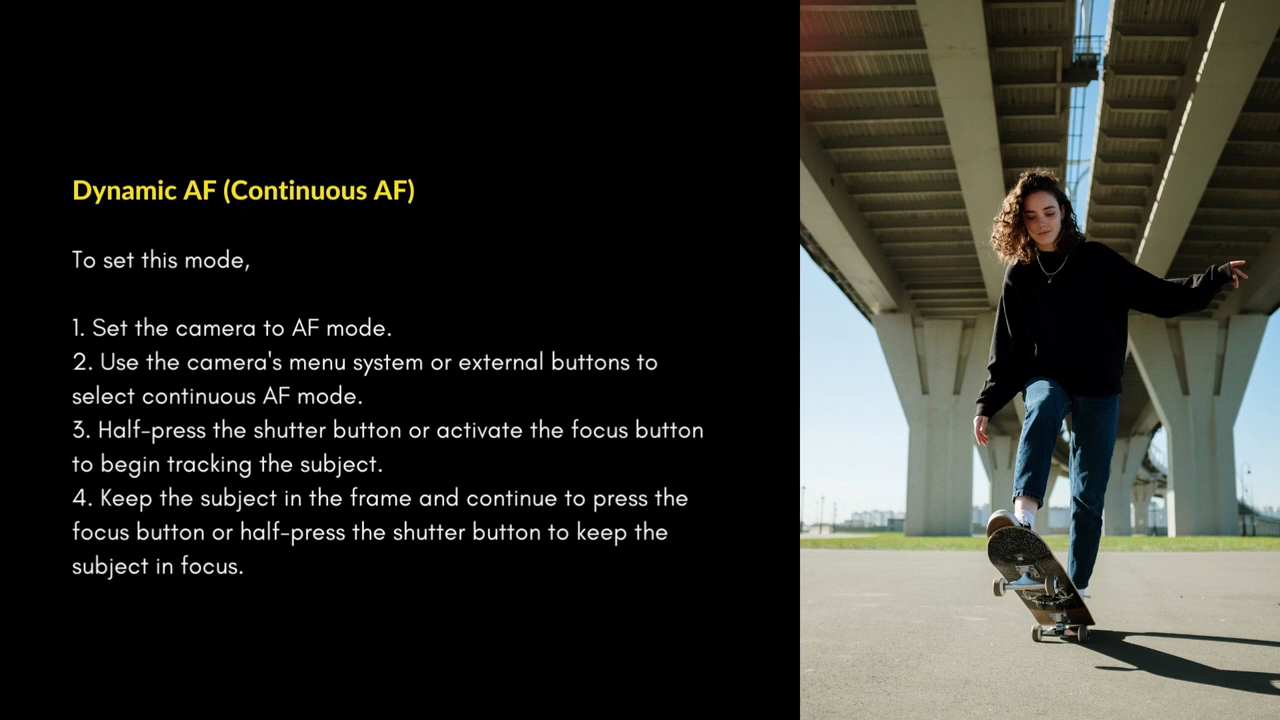 Dynamic AF (Continuous AF)
To set this mode,
1. Set the camera to AF mode.
2. Use the camera's menu system or external buttons to
select continuous AF mode.
3. Half-press the shutter button or activate the focus button
to begin tracking the subject.
4. Keep the subject in the frame and continue to press the
focus button or half-press the shutter button to keep the
subject in focus.